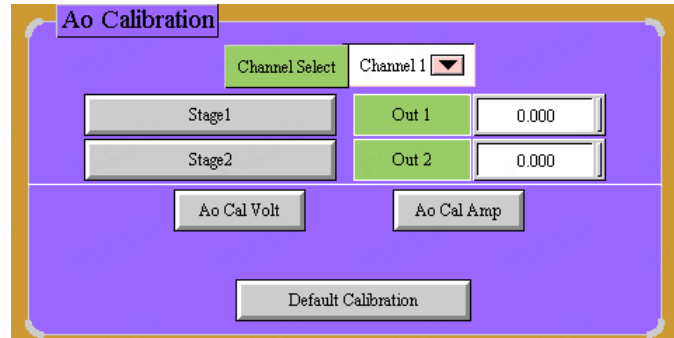 Ao Calibration
Channel Select Channel 1
Stage1 Out 1 0.000
Stage2 Out 2 0.000
Ao Cal Volt Ao Cal Amp
Default Calibration